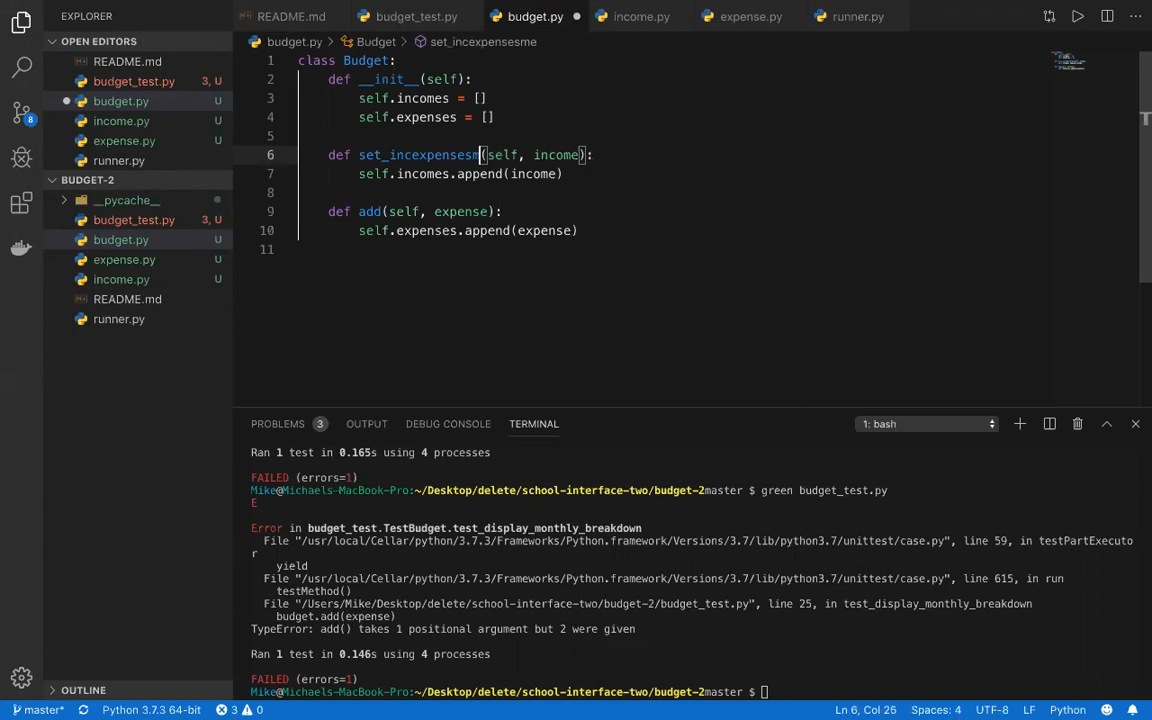 EXPLORER
README.md
budget_test.py
budget.py
income.py
expense.py
runner.py
OPEN EDITORS
budget.py > Budget > set_incexpensesme
README.md
budget_test.py 3, U
budget.py U
income.py U
expense.py U
runner.py
BUDGET-2
__pycache__
budget_test.py 3, U
budget.py U
expense.py U
income.py U
README.md
runner.py
8
1 class Budget:
2 def __init__(self):
3 self.incomes = []
4 self.expenses = []
5
6 def set_incexpensesm(self, income):
7 self.incomes.append(income)
8
9 def add(self, expense):
10 self.expenses.append(expense)
11
PROBLEMS 3 OUTPUT DEBUG CONSOLE TERMINAL 1: bash
Ran 1 test in 0.165s using 4 processes
FAILED (errors=1)
Mike@Michaels-MacBook-Pro:~/Desktop/delete/school-interface-two/budget-2master $ green budget_test.py
E
Error in budget_test.TestBudget.test_display_monthly_breakdown
File "/usr/local/Cellar/python/3.7.3/Frameworks/Python.framework/Versions/3.7/lib/python3.7/unittest/case.py", line 59, in testPartExecuto
r
yield
File "/usr/local/Cellar/python/3.7.3/Frameworks/Python.framework/Versions/3.7/lib/python3.7/unittest/case.py", line 615, in run
testMethod()
File "/Users/Mike/Desktop/delete/school-interface-two/budget-2/budget_test.py", line 25, in test_display_monthly_breakdown
budget.add(expense)
TypeError: add() takes 1 positional argument but 2 were given
Ran 1 test in 0.146s using 4 processes
FAILED (errors=1)
Mike@Michaels-MacBook-Pro:~/Desktop/delete/school-interface-two/budget-2master $
OUTLINE
master* Python 3.7.3 64-bit 3 0 Ln 6, Col 25 Spaces: 4 UTF-8 LF Python